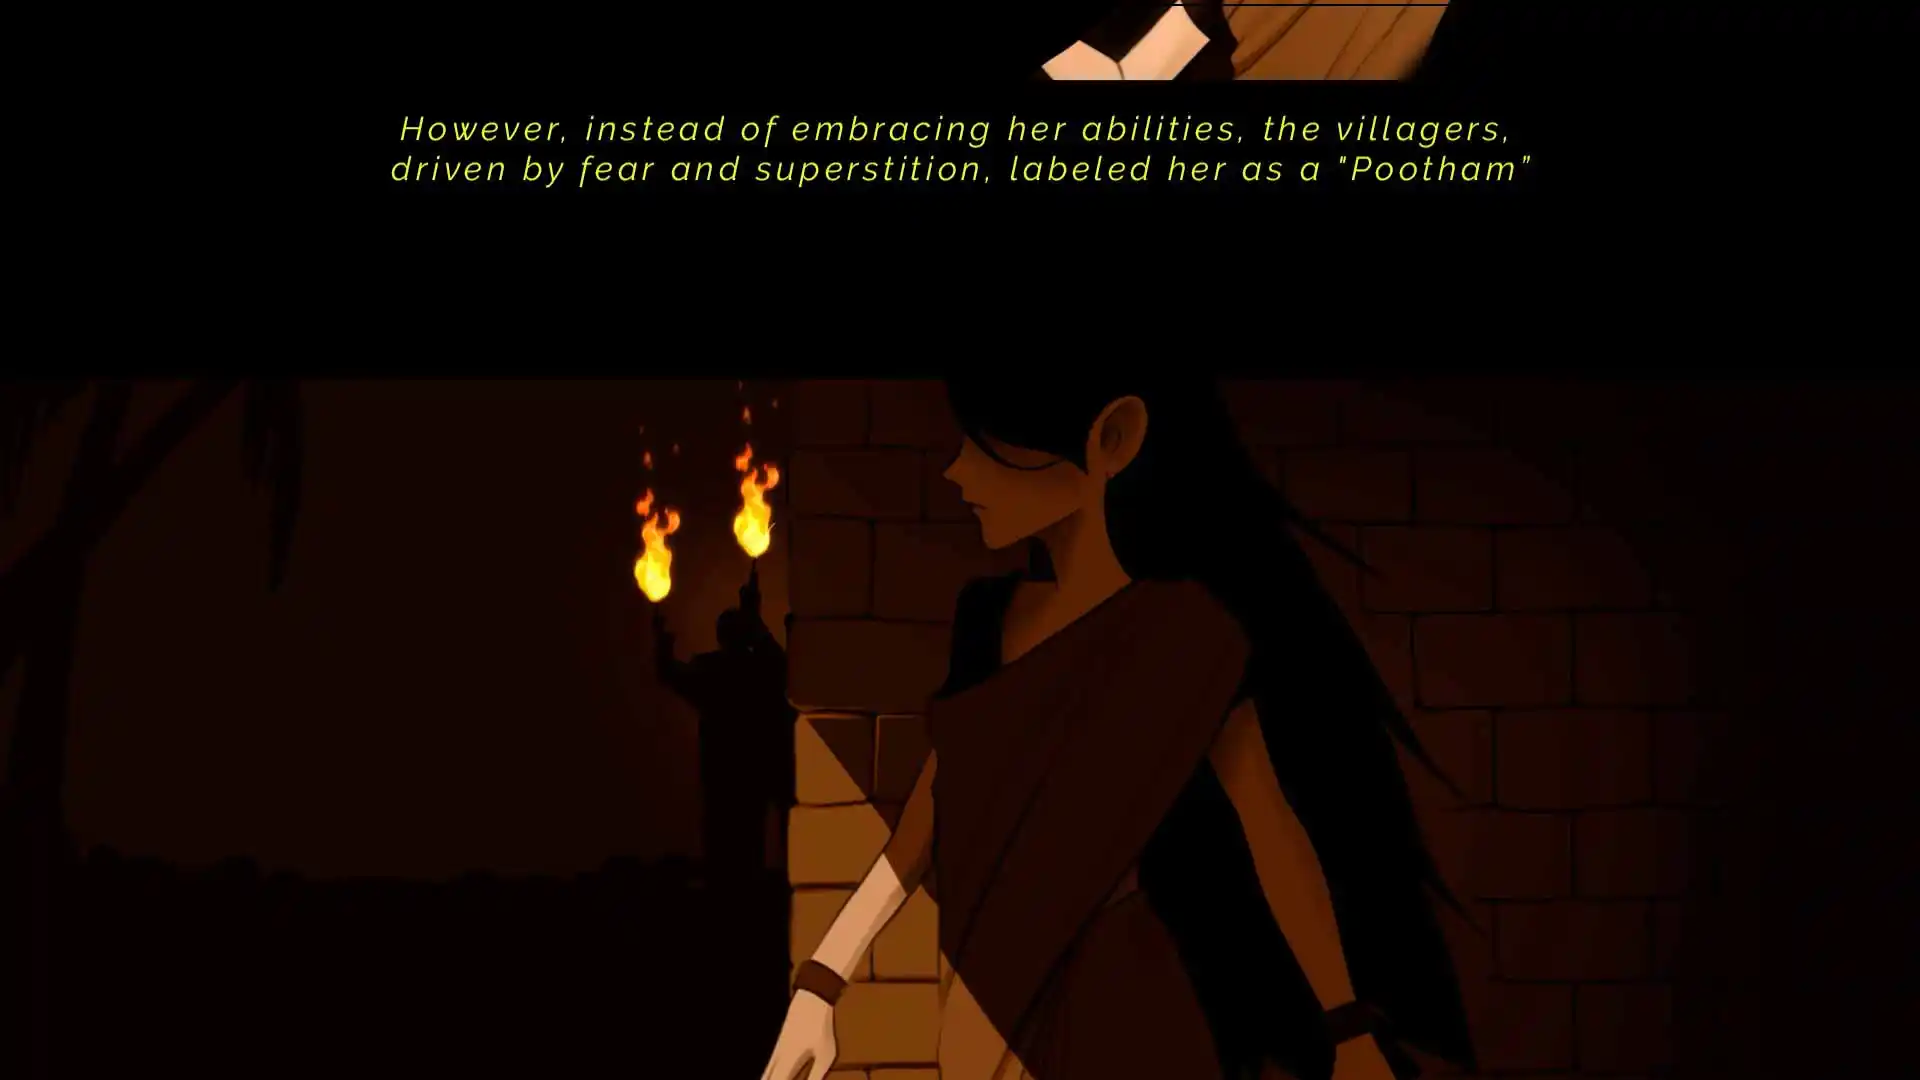 However, instead of embracing her abilities, the villagers,
driven by fear and superstition, labeled her as a "Pootham”